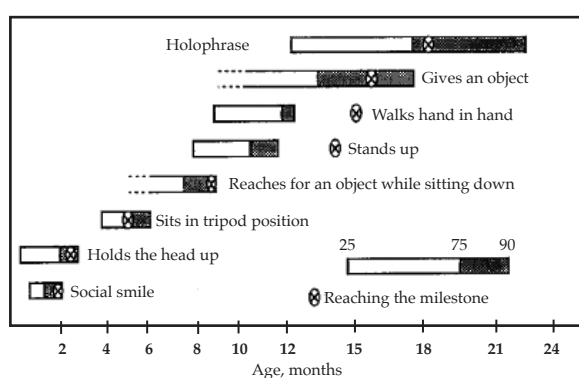 Holophrase
Gives an object
Walks hand in hand
Stands up
Reaches for an object while sitting down
Sits in tripod position
Holds the head up
25 75 90
Social smile
Reaching the milestone
2 4 6 8 10 12 15 18 21 24
Age, months